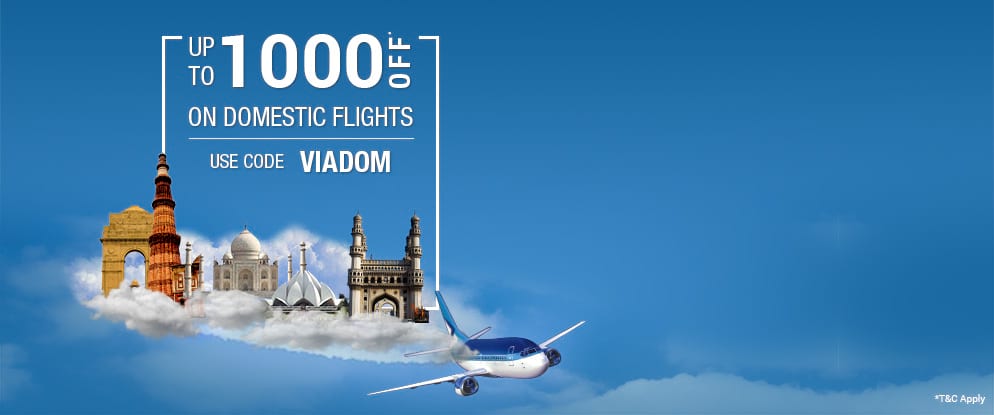 UP TO 1000 OFF*
ON DOMESTIC FLIGHTS
USE CODE VIADOM
*T&C Apply